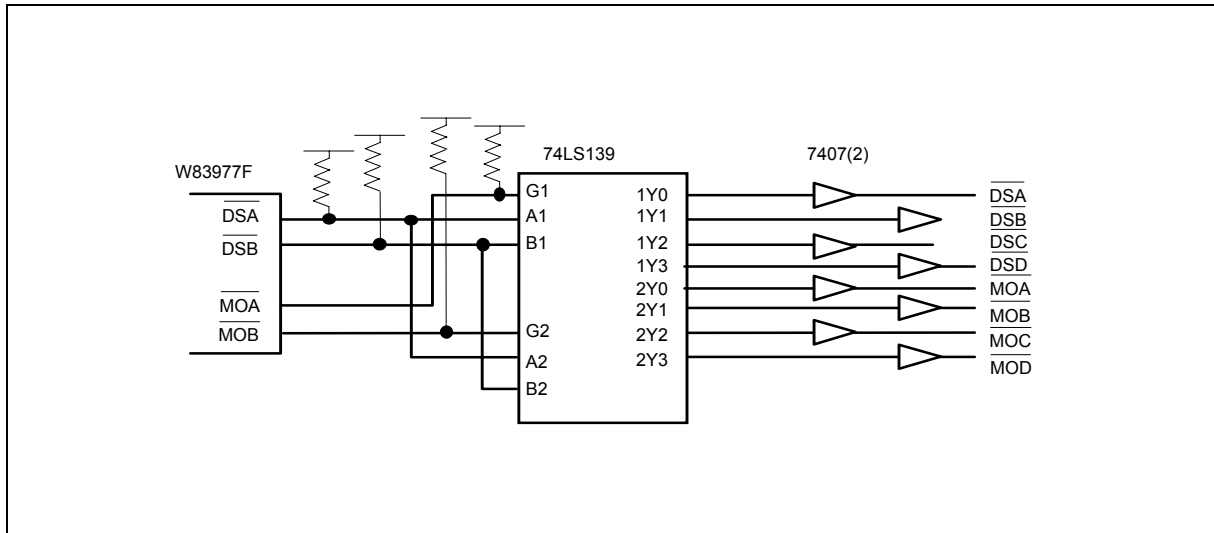 74LS139
7407(2)
W83977F
DSA
DSB
MOA
MOB
G1
A1
B1
G2
A2
B2
1Y0
1Y1
1Y2
1Y3
2Y0
2Y1
2Y2
2Y3
DSA
DSB
DSC
DSD
MOA
MOB
MOC
MOD